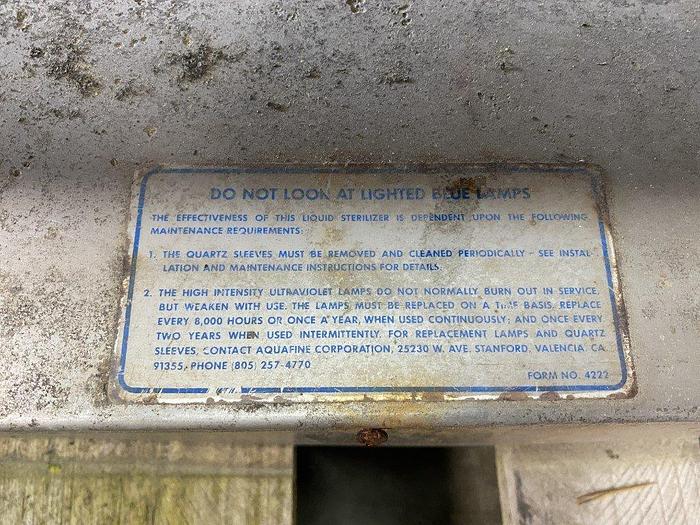 DO NOT LOOK AT LIGHTED BLUE LAMPS
THE EFFECTIVENESS OF THIS LIQUID STERILIZER IS DEPENDENT UPON THE FOLLOWING
MAINTENANCE REQUIREMENTS:
1. THE QUARTZ SLEEVES MUST BE REMOVED AND CLEANED PERIODICALLY - SEE INSTAL-
LATION AND MAINTENANCE INSTRUCTIONS FOR DETAILS.
2. THE HIGH INTENSITY ULTRAVIOLET LAMPS DO NOT NORMALLY BURN OUT IN SERVICE,
BUT WEAKEN WITH USE. THE LAMPS MUST BE REPLACED ON A TIME BASIS. REPLACE
EVERY 8,000 HOURS OR ONCE A YEAR, WHEN USED CONTINUOUSLY; AND ONCE EVERY
TWO YEARS WHEN USED INTERMITTENTLY. FOR REPLACEMENT LAMPS AND QUARTZ
SLEEVES, CONTACT AQUAFINE CORPORATION, 25230 W. AVE. STANFORD, VALENCIA, CA.
91355, PHONE (805) 257-4770
FORM NO. 4222